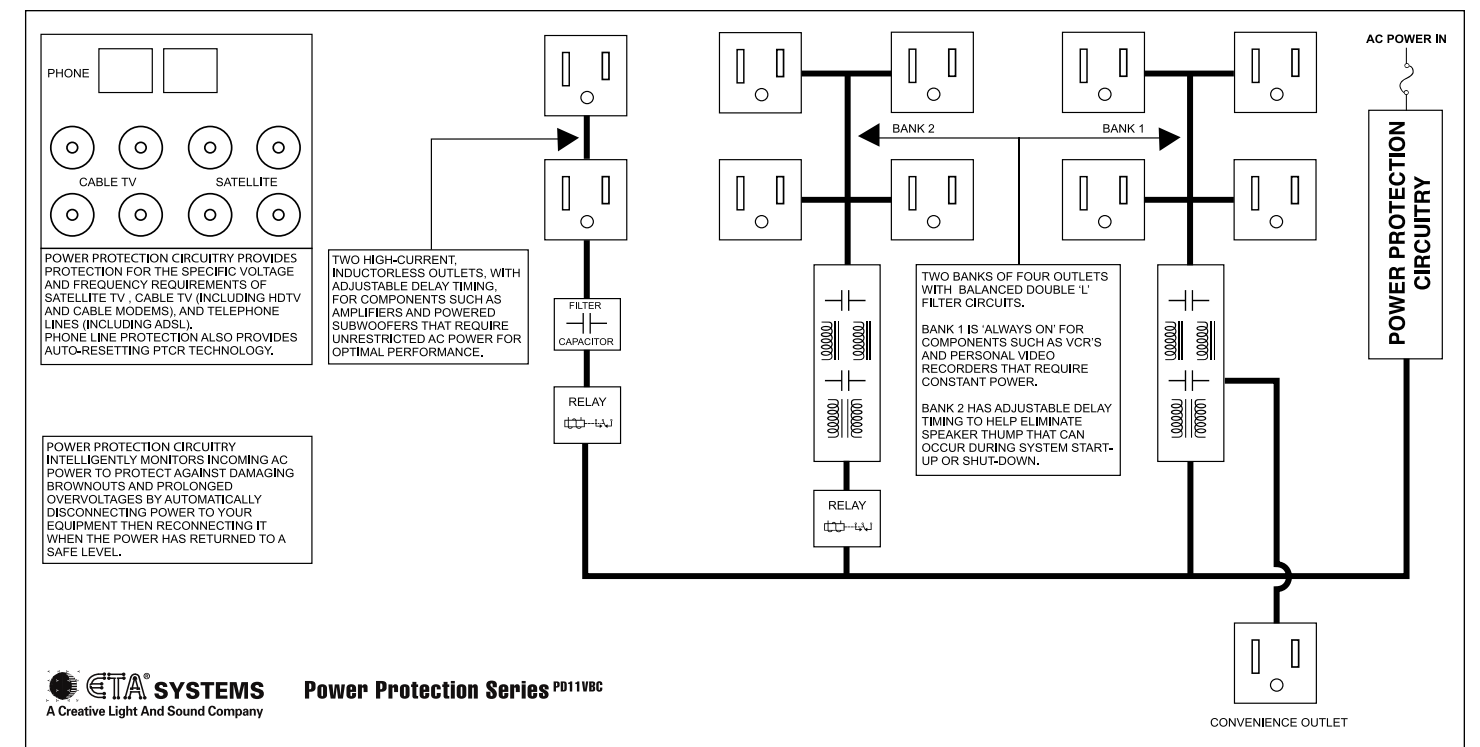 PHONE
CABLE TV
SATELLITE
POWER PROTECTION CIRCUITRY PROVIDES
PROTECTION FOR THE SPECIFIC VOLTAGE
AND FREQUENCY REQUIREMENTS OF
SATELLITE TV , CABLE TV (INCLUDING HDTV
AND CABLE MODEMS), AND TELEPHONE
LINES (INCLUDING ADSL).
PHONE LINE PROTECTION ALSO PROVIDES
AUTO-RESETTING PTCR TECHNOLOGY.
POWER PROTECTION CIRCUITRY
INTELLIGENTLY MONITORS INCOMING AC
POWER TO PROTECT AGAINST DAMAGING
BROWNOUTS AND PROLONGED
OVERVOLTAGES BY AUTOMATICALLY
DISCONNECTING POWER TO YOUR
EQUIPMENT THEN RECONNECTING IT
WHEN THE POWER HAS RETURNED TO A
SAFE LEVEL.
TWO HIGH-CURRENT,
INDUCTORLESS OUTLETS, WITH
ADJUSTABLE DELAY TIMING,
FOR COMPONENTS SUCH AS
AMPLIFIERS AND POWERED
SUBWOOFERS THAT REQUIRE
UNRESTRICTED AC POWER FOR
OPTIMAL PERFORMANCE.
FILTER
CAPACITOR
RELAY
BANK 2
BANK 1
TWO BANKS OF FOUR OUTLETS
WITH BALANCED DOUBLE 'L'
FILTER CIRCUITS.
BANK 1 IS 'ALWAYS ON' FOR
COMPONENTS SUCH AS VCR'S
AND PERSONAL VIDEO
RECORDERS THAT REQUIRE
CONSTANT POWER.
BANK 2 HAS ADJUSTABLE DELAY
TIMING TO HELP ELIMINATE
SPEAKER THUMP THAT CAN
OCCUR DURING SYSTEM START-
UP OR SHUT-DOWN.
RELAY
AC POWER IN
POWER PROTECTION
CIRCUITRY
CONVENIENCE OUTLET
ETA® SYSTEMS
A Creative Light And Sound Company
Power Protection Series PD11VBC